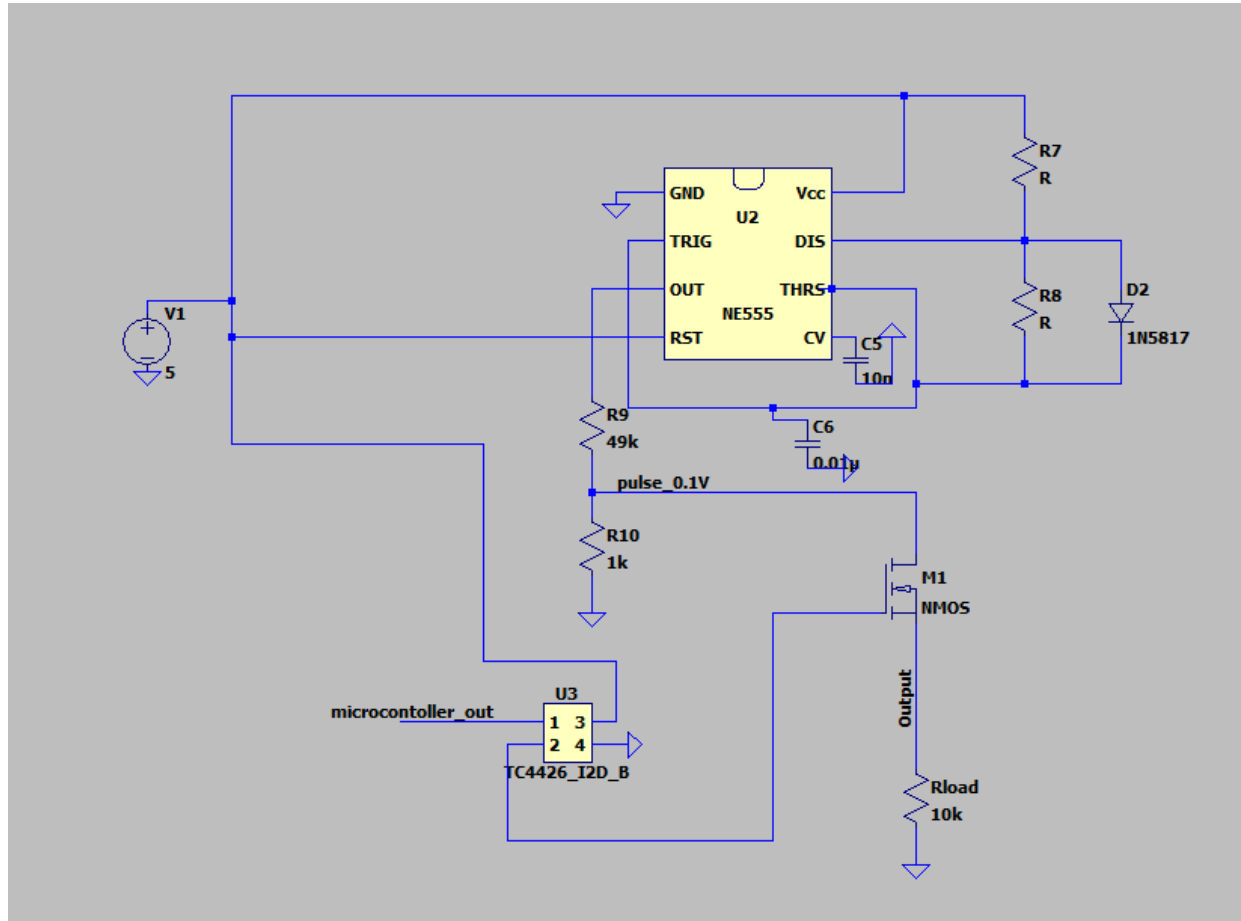 R7
R
GND
Vcc
U2
TRIG
DIS
OUT
THRS
D2
R8
R
NE555
V1
RST
CV
C5
1N5817
5
10n
R9
49k
C6
0.01µ
pulse_0.1V
R10
1k
M1
NMOS
Output
U3
microcontoller_out
1 3
2 4
TC4426_I2D_B
Rload
10k